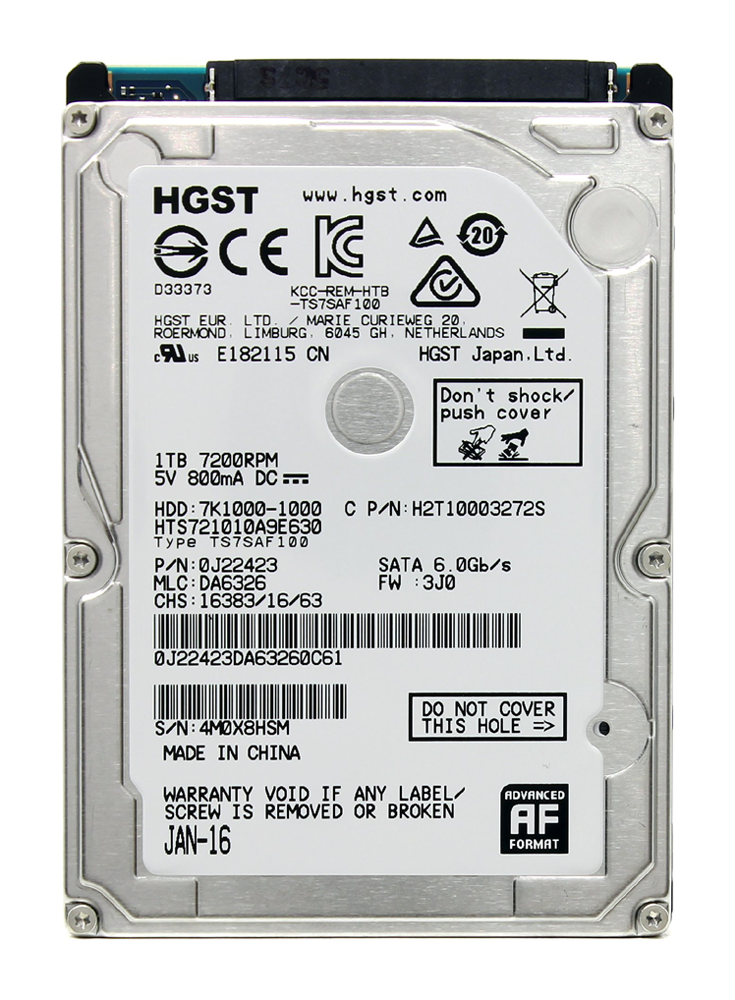 HGST www.hgst.com
CE
20
D33373
KCC-REM-HTB
-TS7SAF100
HGST EUR. LTD. / MARIE CURIEWEG 20,
ROERMOND, LIMBURG, 6045 GH, NETHERLANDS
c RU us E182115 CN HGST Japan,Ltd.
Don't shock/
push cover
1TB 7200RPM
5V 800mA DC
HDD:7K1000-1000 C P/N:H2T10003272S
HTS721010A9E630
Type TS7SAF100
P/N:0J22423 SATA 6.0Gb/s
MLC:DA6326 FW :3J0
CHS:16383/16/63
0J22423DA63260C61
S/N:4M0X8HSM
DO NOT COVER
THIS HOLE =>
MADE IN CHINA
WARRANTY VOID IF ANY LABEL/
SCREW IS REMOVED OR BROKEN
JAN-16
ADVANCED
AF
FORMAT